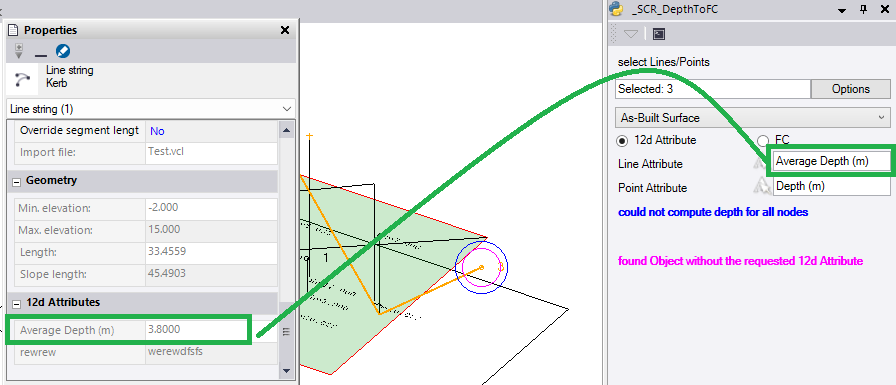 Properties
Line string
Kerb
Line string (1)
Override segment lengt No
Import file: Test.vcl
Geometry
Min. elevation: -2.000
Max. elevation: 15.000
Length: 33.4559
Slope length: 45.4903
12d Attributes
Average Depth (m) 3.8000
rewrew werewdfsfs
1
_SCR_DepthToFC
select Lines/Points
Selected: 3 Options
As-Built Surface
12d Attribute FC
Line Attribute Average Depth (m)
Point Attribute Depth (m)
could not compute depth for all nodes
found Object without the requested 12d Attribute